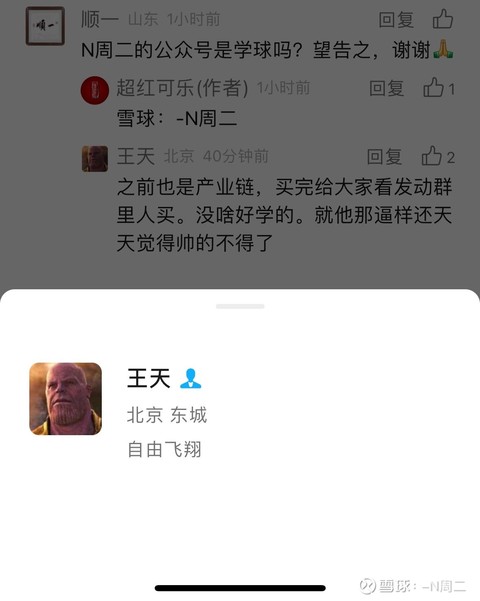 顺一 山东 1小时前 回复
N周二的公众号是学球吗？望告之，谢谢🙏
超红可乐(作者) 1小时前 回复 1
雪球：-N周二
王天 北京 40分钟前 回复 2
之前也是产业链，买完给大家看发动群
里人买。没啥好学的。就他那逼样还天
天觉得帅的不得了
王天
北京 东城
自由飞翔
雪球：-N周二